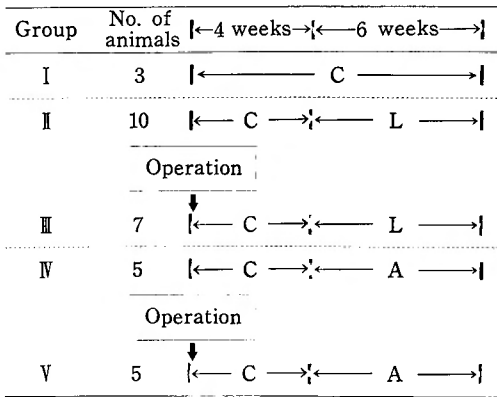 Group No. of animals |←4 weeks→¦←6 weeks→|
Ⅰ 3 |← C →|
Ⅱ 10 |← C →¦← L →|
Operation
Ⅲ 7 |← C →¦← L →|
Ⅳ 5 |← C →¦← A →|
Operation
Ⅴ 5 |← C →¦← A →|